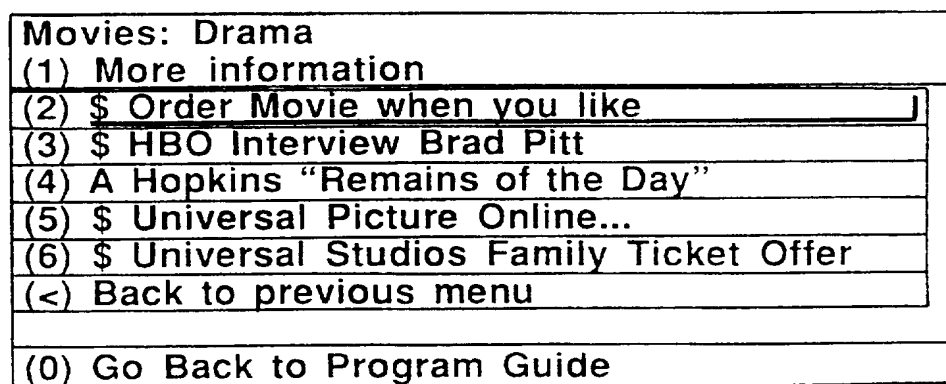 Movies: Drama
(1) More information
(2) $ Order Movie when you like
(3) $ HBO Interview Brad Pitt
(4) A Hopkins “Remains of the Day”
(5) $ Universal Picture Online...
(6) $ Universal Studios Family Ticket Offer
(<) Back to previous menu
(0) Go Back to Program Guide